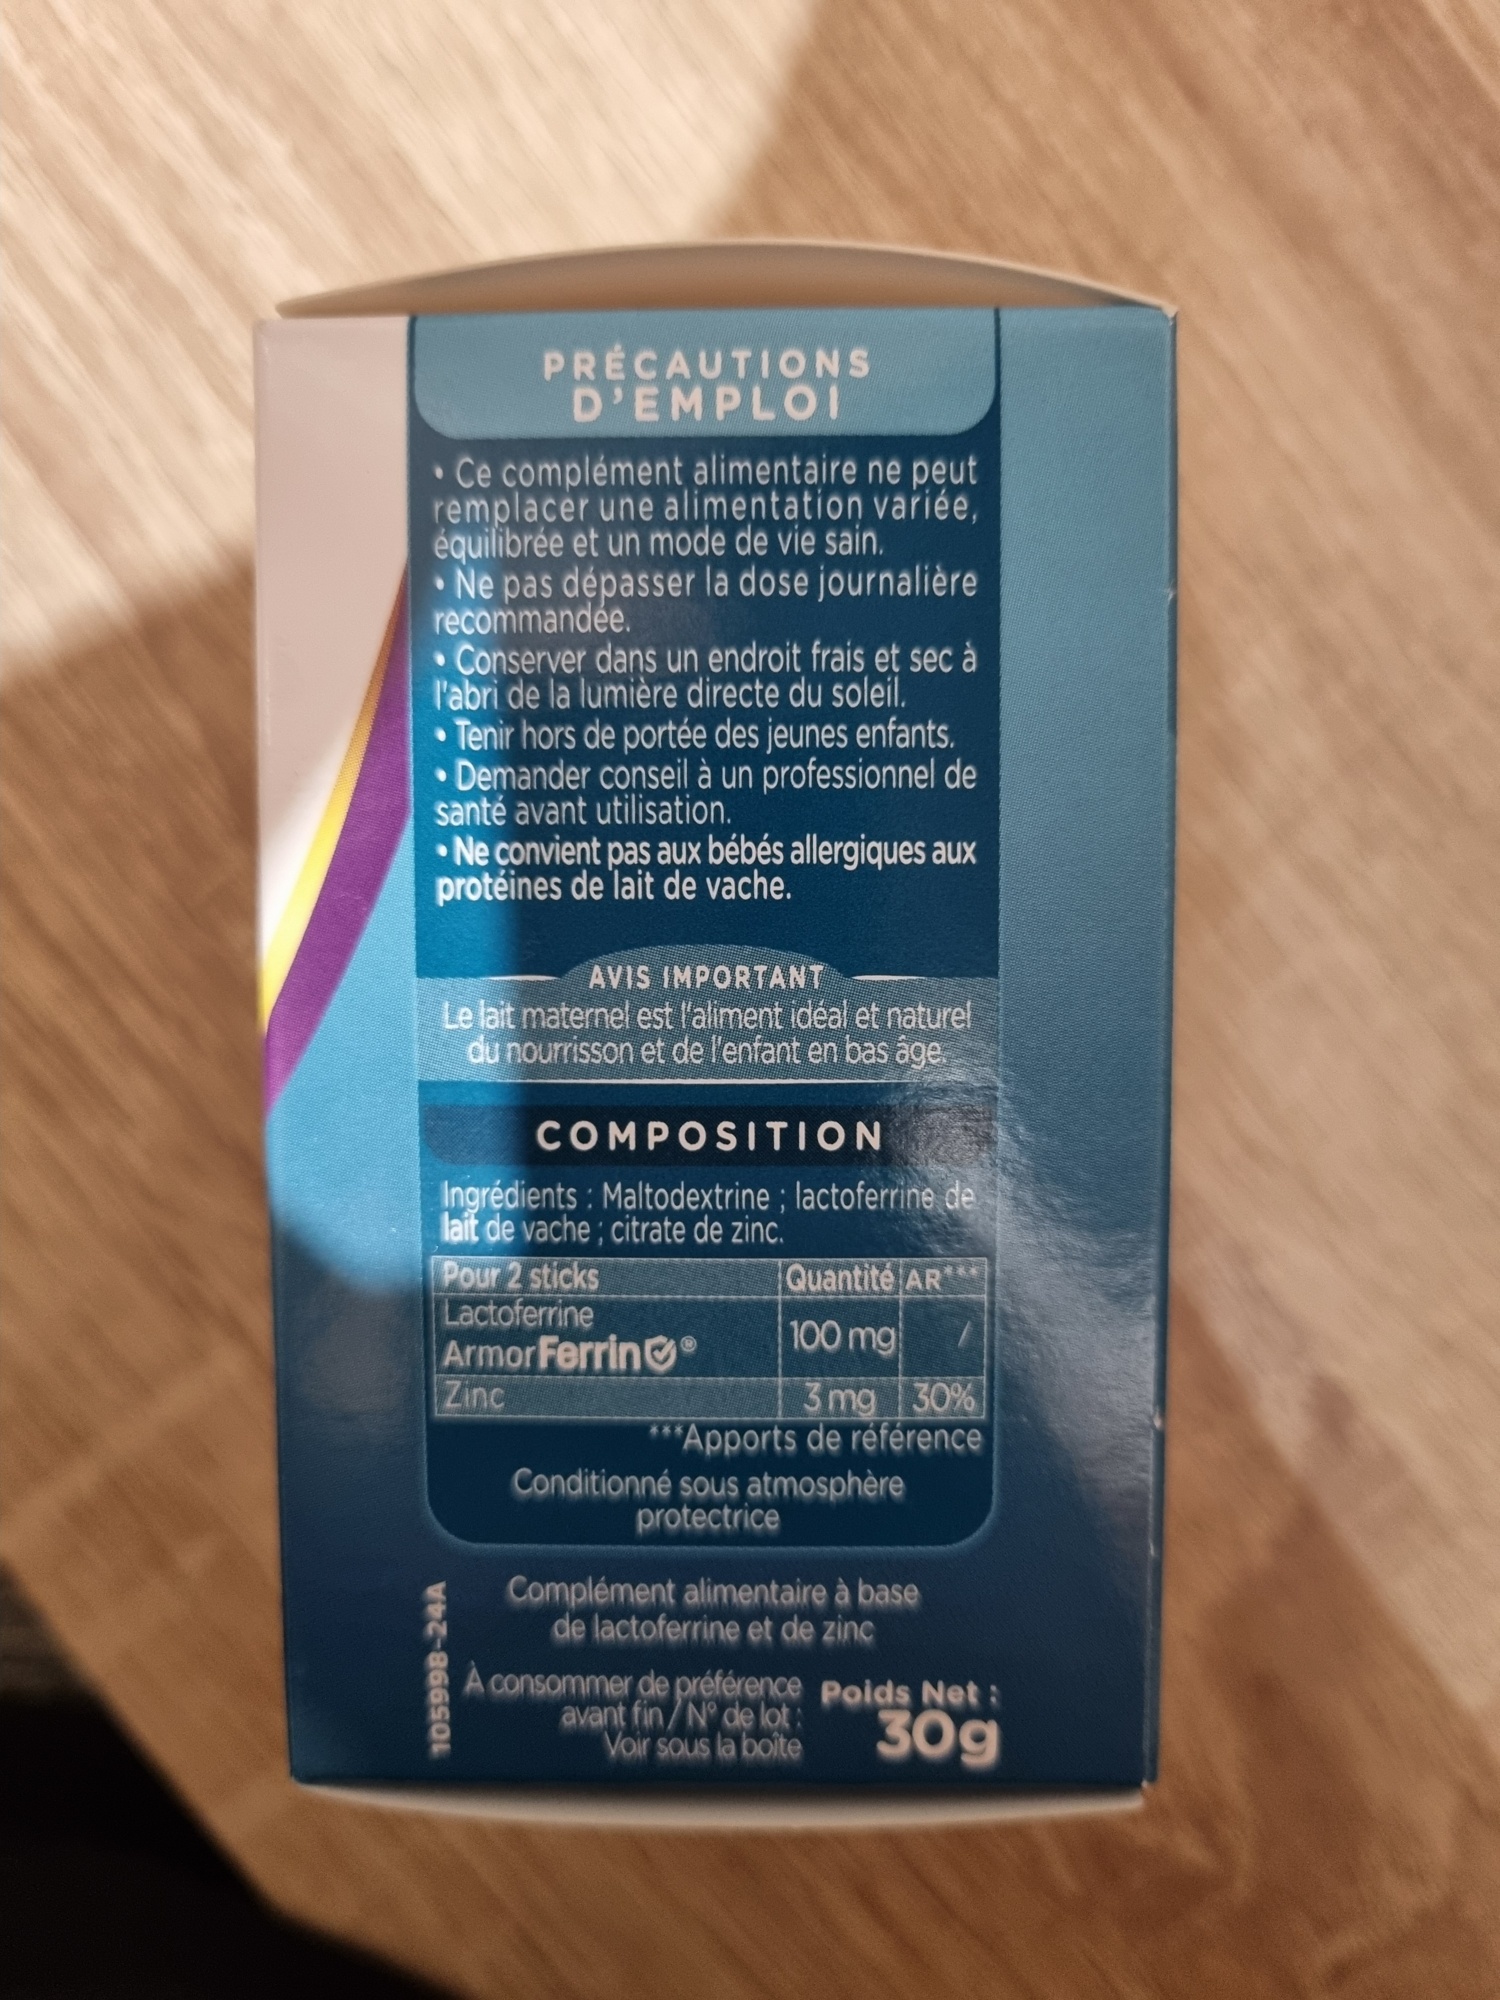 PRÉCAUTIONS
D'EMPLOI
• Ce complément alimentaire ne peut
remplacer une alimentation variée,
équilibrée et un mode de vie sain.
• Ne pas dépasser la dose journalière
recommandée.
• Conserver dans un endroit frais et sec à
l'abri de la lumière directe du soleil.
• Tenir hors de portée des jeunes enfants.
• Demander conseil à un professionnel de
santé avant utilisation.
• Ne convient pas aux bébés allergiques aux
protéines de lait de vache.
AVIS IMPORTANT
Le lait maternel est l'aliment idéal et naturel
du nourrisson et de l'enfant en bas âge.
COMPOSITION
Ingrédients : Maltodextrine ; lactoferrine de
lait de vache ; citrate de zinc.
Pour 2 sticks Quantité AR***
Lactoferrine
ArmorFerrin® 100 mg /
Zinc 3 mg 30%
***Apports de référence
Conditionné sous atmosphère
protectrice
Complément alimentaire à base
de lactoferrine et de zinc
À consommer de préférence
avant fin / N° de lot :
Voir sous la boîte
Poids Net :
30g
105998-24A